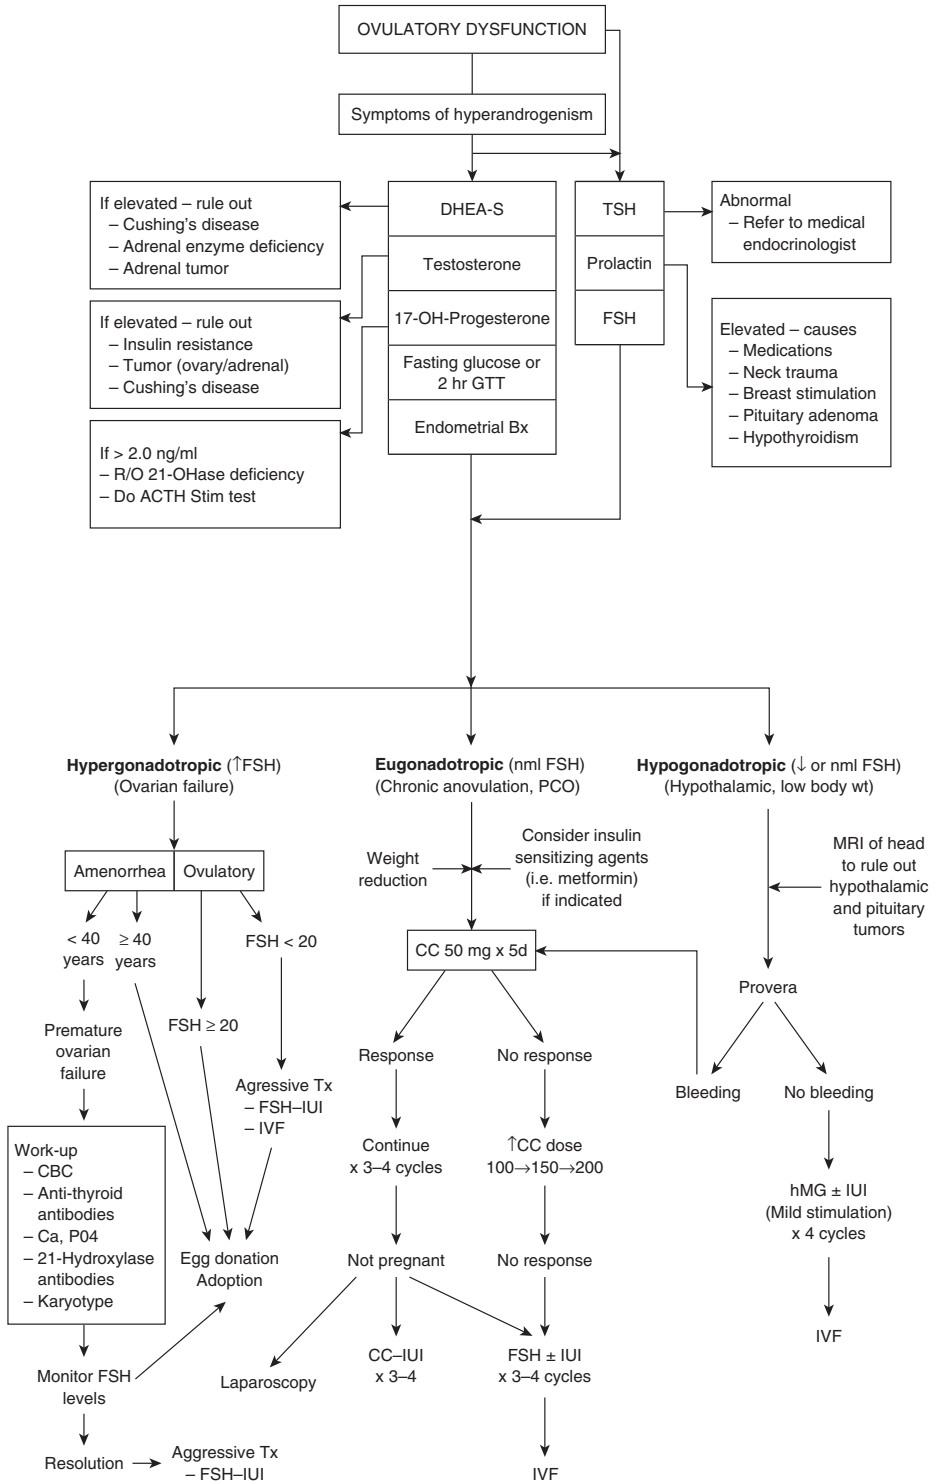 OVULATORY DYSFUNCTION
Symptoms of hyperandrogenism
If elevated – rule out
– Cushing's disease
– Adrenal enzyme deficiency
– Adrenal tumor
If elevated – rule out
– Insulin resistance
– Tumor (ovary/adrenal)
– Cushing's disease
If > 2.0 ng/ml
– R/O 21-OHase deficiency
– Do ACTH Stim test
DHEA-S
Testosterone
17-OH-Progesterone
Fasting glucose or
2 hr GTT
Endometrial Bx
TSH
Prolactin
FSH
Abnormal
– Refer to medical
endocrinologist
Elevated – causes
– Medications
– Neck trauma
– Breast stimulation
– Pituitary adenoma
– Hypothyroidism
Hypergonadotropic (↑FSH)
(Ovarian failure)
Amenorrhea
Ovulatory
< 40
years
≥ 40
years
FSH < 20
FSH ≥ 20
Premature
ovarian
failure
Agressive Tx
– FSH–IUI
– IVF
Work-up
– CBC
– Anti-thyroid
antibodies
– Ca, P04
– 21-Hydroxylase
antibodies
– Karyotype
Egg donation
Adoption
Monitor FSH
levels
Resolution
Aggressive Tx
– FSH–IUI
Eugonadotropic (nml FSH)
(Chronic anovulation, PCO)
Weight
reduction
Consider insulin
sensitizing agents
(i.e. metformin)
if indicated
CC 50 mg x 5d
Response
No response
Continue
x 3–4 cycles
↑CC dose
100→150→200
Not pregnant
No response
Laparoscopy
CC–IUI
x 3–4
FSH ± IUI
x 3–4 cycles
IVF
Hypogonadotropic (↓ or nml FSH)
(Hypothalamic, low body wt)
MRI of head
to rule out
hypothalamic
and pituitary
tumors
Provera
Bleeding
No bleeding
hMG ± IUI
(Mild stimulation)
x 4 cycles
IVF